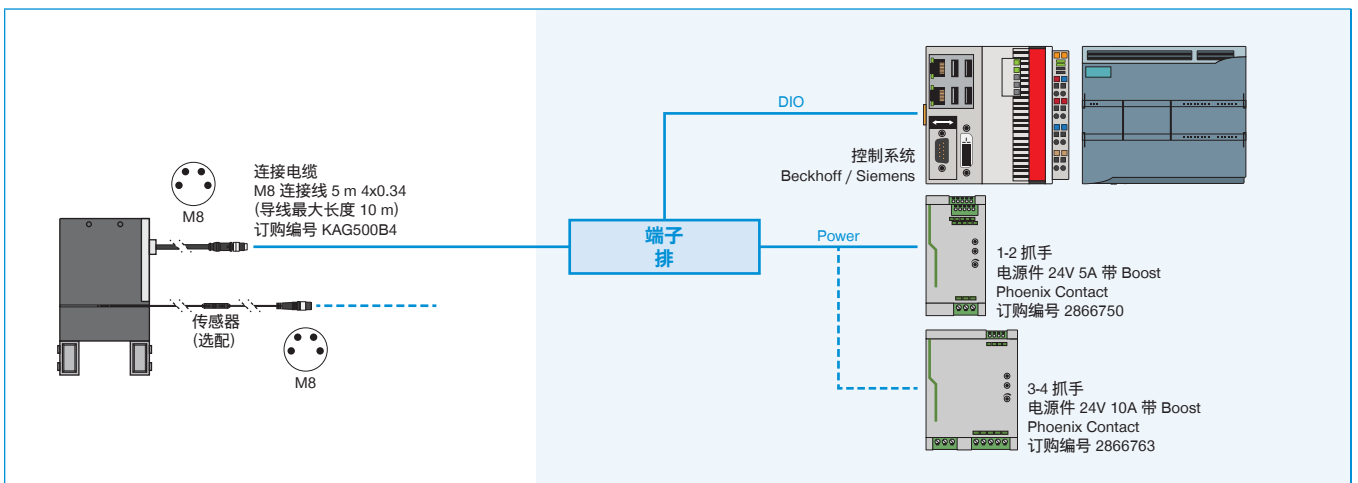 DIO
控制系统
Beckhoff / Siemens
连接电缆
M8 连接线 5 m 4x0.34
(导线最大长度 10 m)
订购编号 KAG500B4
M8
端子
排
Power
1-2 抓手
电源件 24V 5A 带 Boost
Phoenix Contact
订购编号 2866750
传感器
(选配)
M8
3-4 抓手
电源件 24V 10A 带 Boost
Phoenix Contact
订购编号 2866763